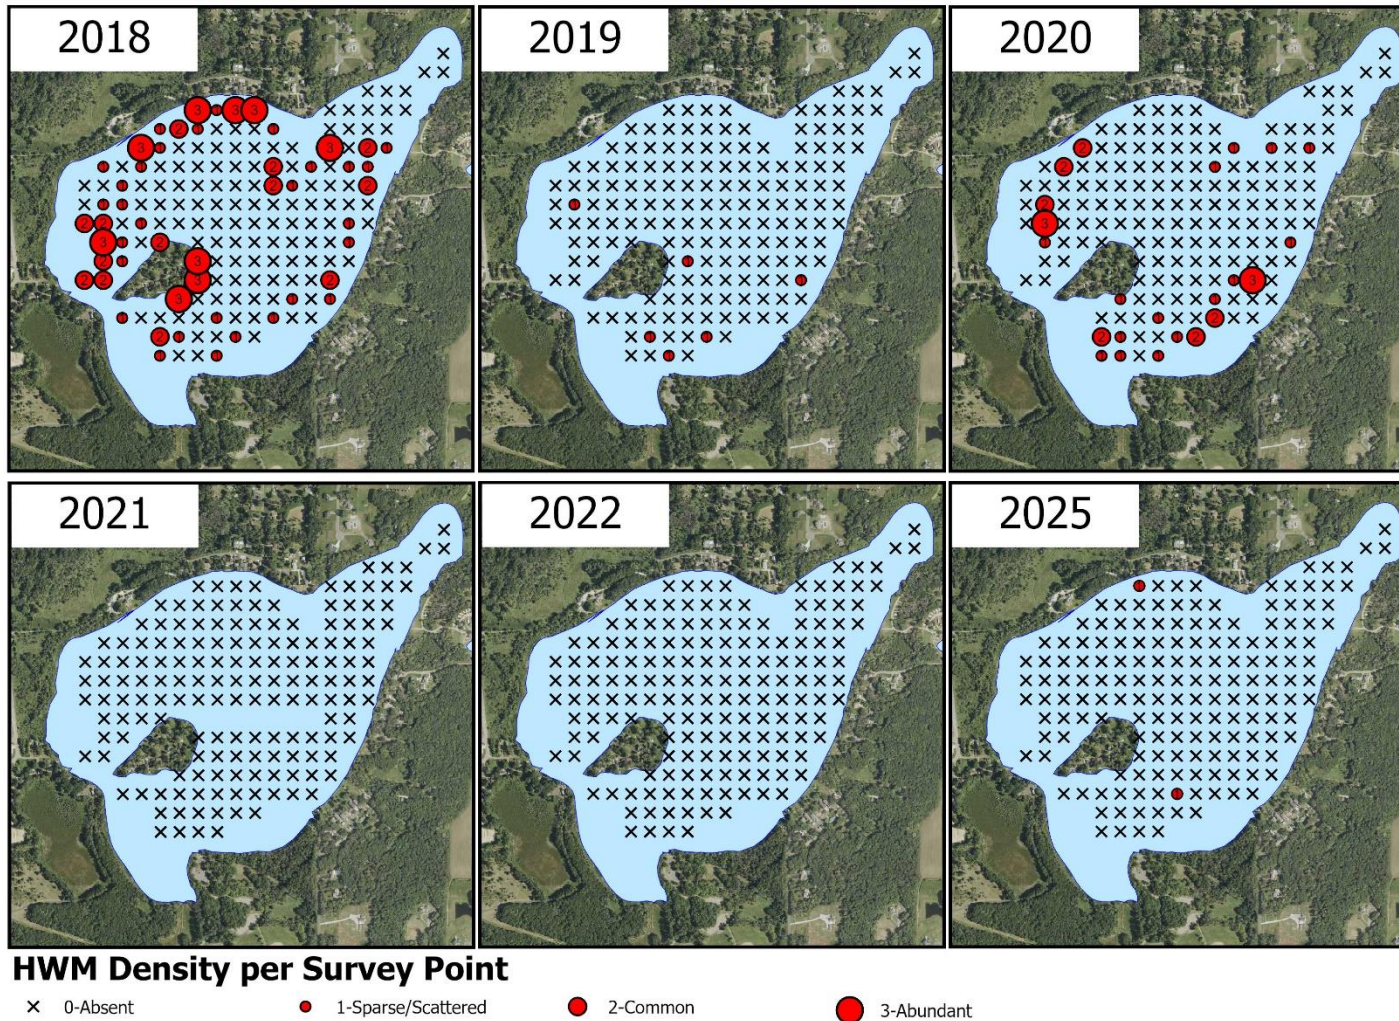 2018
2019
2020
2021
2022
2025
HWM Density per Survey Point
0-Absent
1-Sparse/Scattered
2-Common
3-Abundant